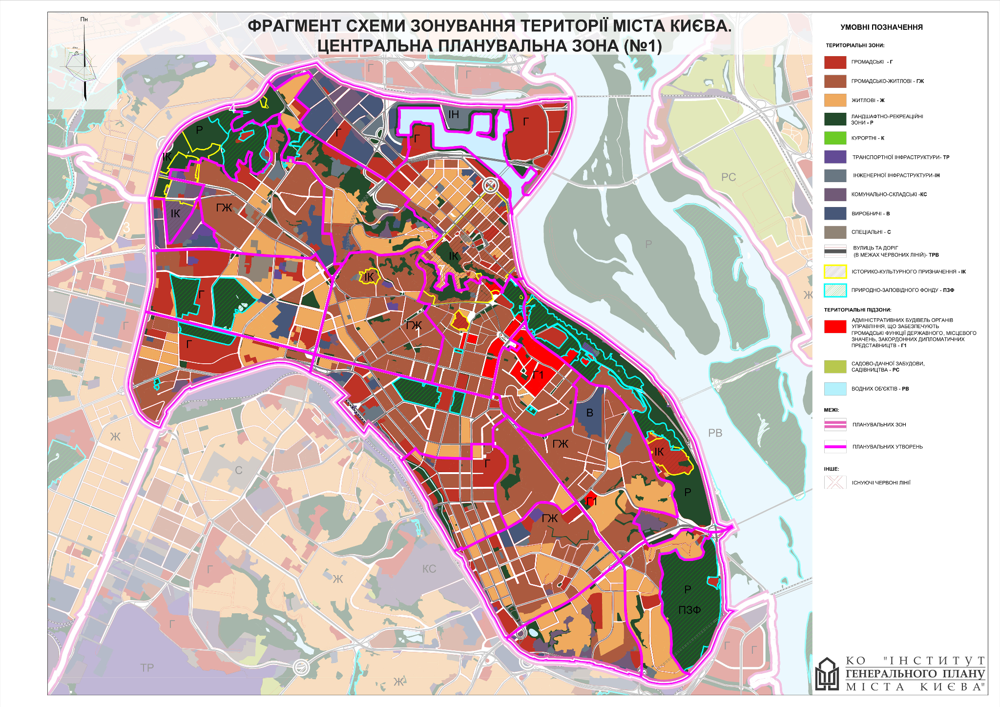 Пн
ФРАГМЕНТ СХЕМИ ЗОНУВАННЯ ТЕРИТОРІЇ МІСТА КИЄВА.
ЦЕНТРАЛЬНА ПЛАНУВАЛЬНА ЗОНА (№1)
УМОВНІ ПОЗНАЧЕННЯ
ТЕРИТОРІАЛЬНІ ЗОНИ:
ГРОМАДСЬКІ - Г
ГРОМАДСЬКО-ЖИТЛОВІ - ГЖ
ЖИТЛОВІ - Ж
ЛАНДШАФТНО-РЕКРЕАЦІЙНІ
ЗОНИ - Р
КУРОРТНІ - К
ТРАНСПОРТНОЇ ІНФРАСТРУКТУРИ- ТР
ІНЖЕНЕРНОЇ ІНФРАСТРУКТУРИ-ІН
КОМУНАЛЬНО-СКЛАДСЬКІ -КС
ВИРОБНИЧІ - В
СПЕЦІАЛЬНІ - С
ВУЛИЦЬ ТА ДОРІГ
(В МЕЖАХ ЧЕРВОНИХ ЛІНІЙ)- ТРВ
ІСТОРИКО-КУЛЬТУРНОГО ПРИЗНАЧЕННЯ - ІК
ПРИРОДНО-ЗАПОВІДНОГО ФОНДУ - ПЗФ
ТЕРИТОРІАЛЬНІ ПІДЗОНИ:
АДМІНІСТРАТИВНИХ БУДІВЕЛЬ ОРГАНІВ
УПРАВЛІННЯ, ЩО ЗАБЕЗПЕЧУЮТЬ
ГРОМАДСЬКІ ФУНКЦІЇ ДЕРЖАВНОГО, МІСЦЕВОГО
ЗНАЧЕНЬ, ЗАКОРДОННИХ ДИПЛОМАТИЧНИХ
ПРЕДСТАВНИЦТВ - Г1
САДОВО-ДАЧНОЇ ЗАБУДОВИ,
САДІВНИЦТВА - РС
ВОДНИХ ОБ'ЄКТІВ - РВ
МЕЖІ:
ПЛАНУВАЛЬНИХ ЗОН
ПЛАНУВАЛЬНИХ УТВОРЕНЬ
ІНШЕ:
ІСНУЮЧІ ЧЕРВОНІ ЛІНІЇ
Г
Г
4
ІН
Г
Р
Г
Г
ІК
РС
5
ГЖ
ІК
3
Р
ІК
7
ІК
Г
Ж
Г
ГЖ
Г
Г1
В
РВ
Ж
ГЖ
ІК
С
Г
Р
Г1
ГЖ
КС
Г
Ж
Р
ПЗФ
Г
Г
Г
ТР
Ж
КО "ІНСТИТУТ
ГЕНЕРАЛЬНОГО ПЛАНУ
МІСТА КИЄВА"